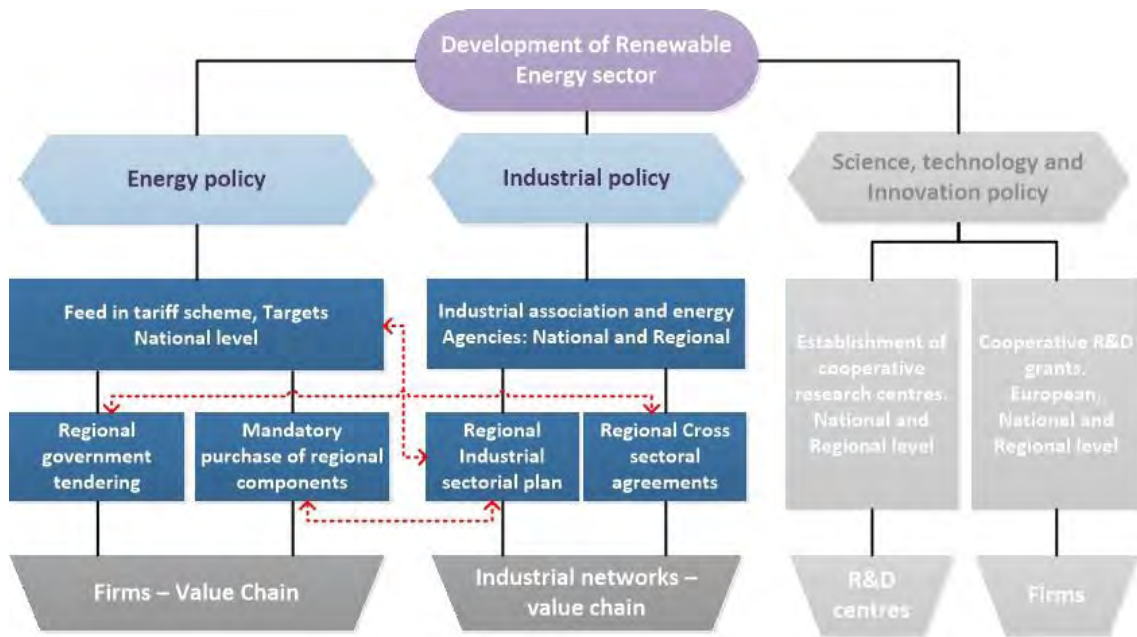 Development of Renewable
Energy sector
Energy policy
Industrial policy
Science, technology and
Innovation policy
Feed in tariff scheme, Targets
National level
Industrial association and energy
Agencies: National and Regional
Establishment of
cooperative
research centres.
National and
Regional level
Cooperative R&D
grants.
European,
National and
Regional level
Regional
government
tendering
Mandatory
purchase of regional
components
Regional
Industrial
sectorial plan
Regional Cross
sectoral
agreements
Firms – Value Chain
Industrial networks –
value chain
R&D
centres
Firms